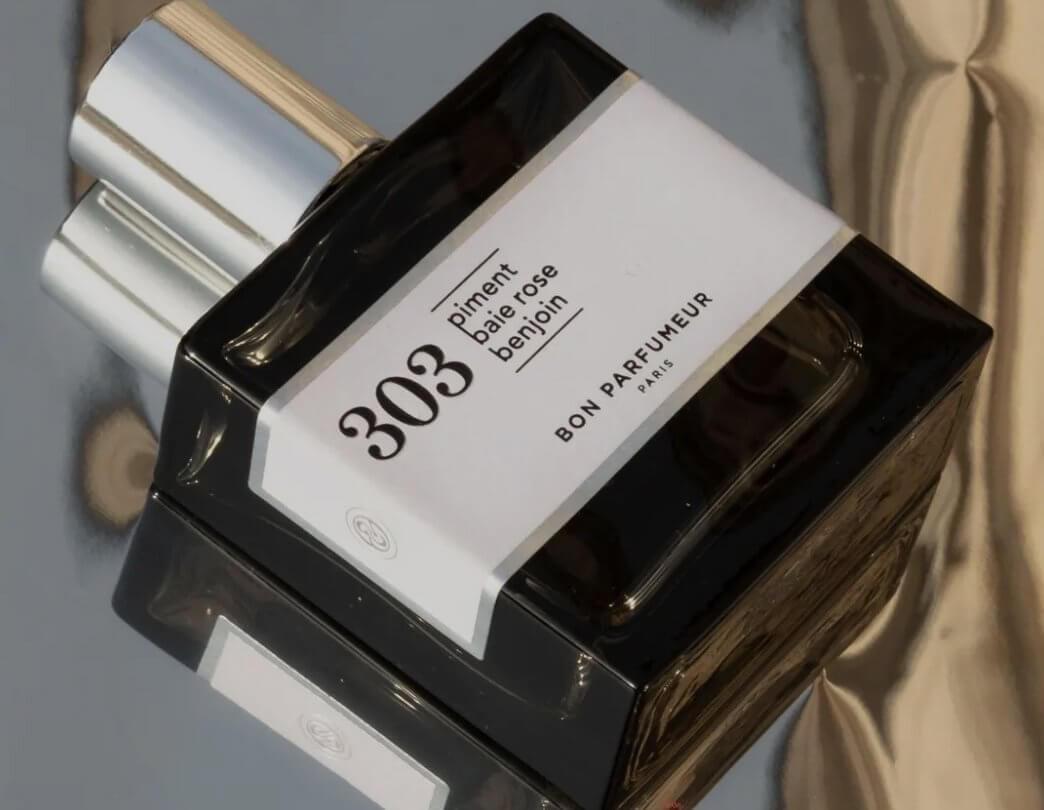 303
piment
baie rose
benjoin
BON PARFUMEUR
PARIS